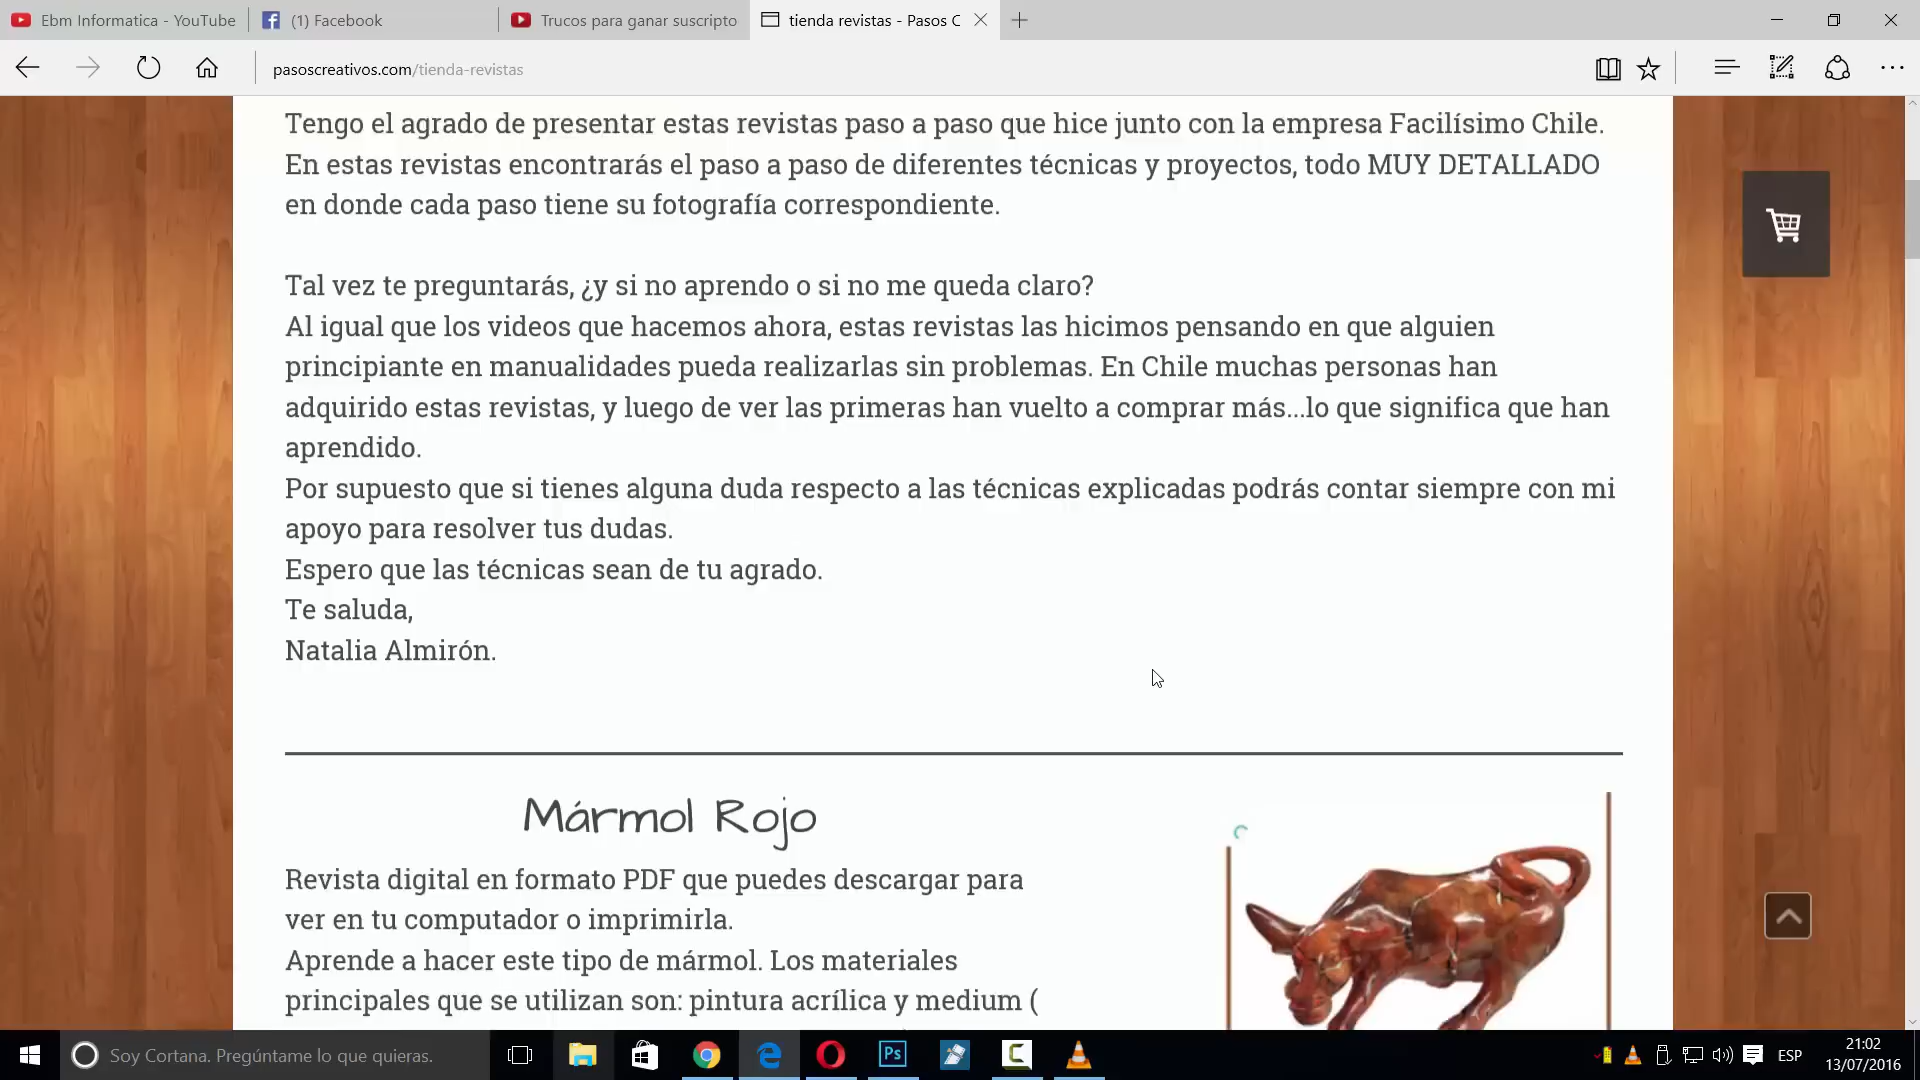 Ebm Informatica - YouTube
(1) Facebook
Trucos para ganar suscripto
tienda revistas - Pasos C
pasoscreativos.com/tienda-revistas
Tengo el agrado de presentar estas revistas paso a paso que hice junto con la empresa Facilísimo Chile.
En estas revistas encontrarás el paso a paso de diferentes técnicas y proyectos, todo MUY DETALLADO
en donde cada paso tiene su fotografía correspondiente.
Tal vez te preguntarás, ¿y si no aprendo o si no me queda claro?
Al igual que los videos que hacemos ahora, estas revistas las hicimos pensando en que alguien
principiante en manualidades pueda realizarlas sin problemas. En Chile muchas personas han
adquirido estas revistas, y luego de ver las primeras han vuelto a comprar más...lo que significa que han
aprendido.
Por supuesto que si tienes alguna duda respecto a las técnicas explicadas podrás contar siempre con mi
apoyo para resolver tus dudas.
Espero que las técnicas sean de tu agrado.
Te saluda,
Natalia Almirón.
Mármol Rojo
Revista digital en formato PDF que puedes descargar para
ver en tu computador o imprimirla.
Aprende a hacer este tipo de mármol. Los materiales
principales que se utilizan son: pintura acrílica y medium (
Soy Cortana. Pregúntame lo que quieras.
Ps
ESP
21:02
13/07/2016